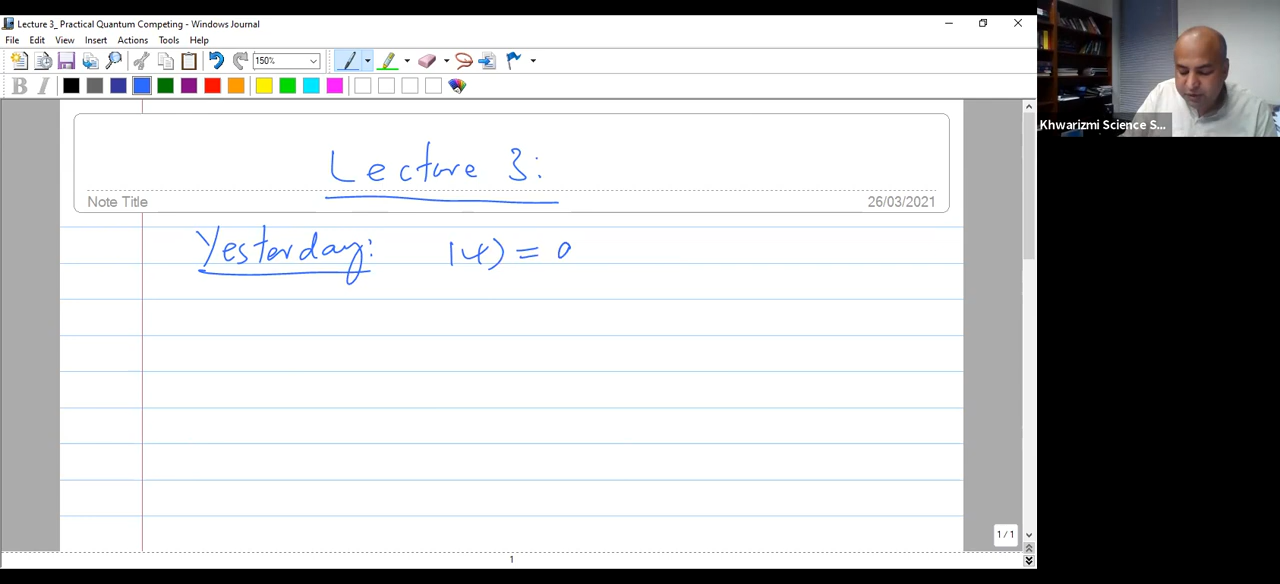 Lecture 3_ Practical Quantum Competing - Windows Journal
File Edit View Insert Actions Tools Help
150%
B I
Khwarizmi Science S...
Lecture 3:
Note Title 26/03/2021
Yesterday: |ψ⟩ = 0
1 / 1
1